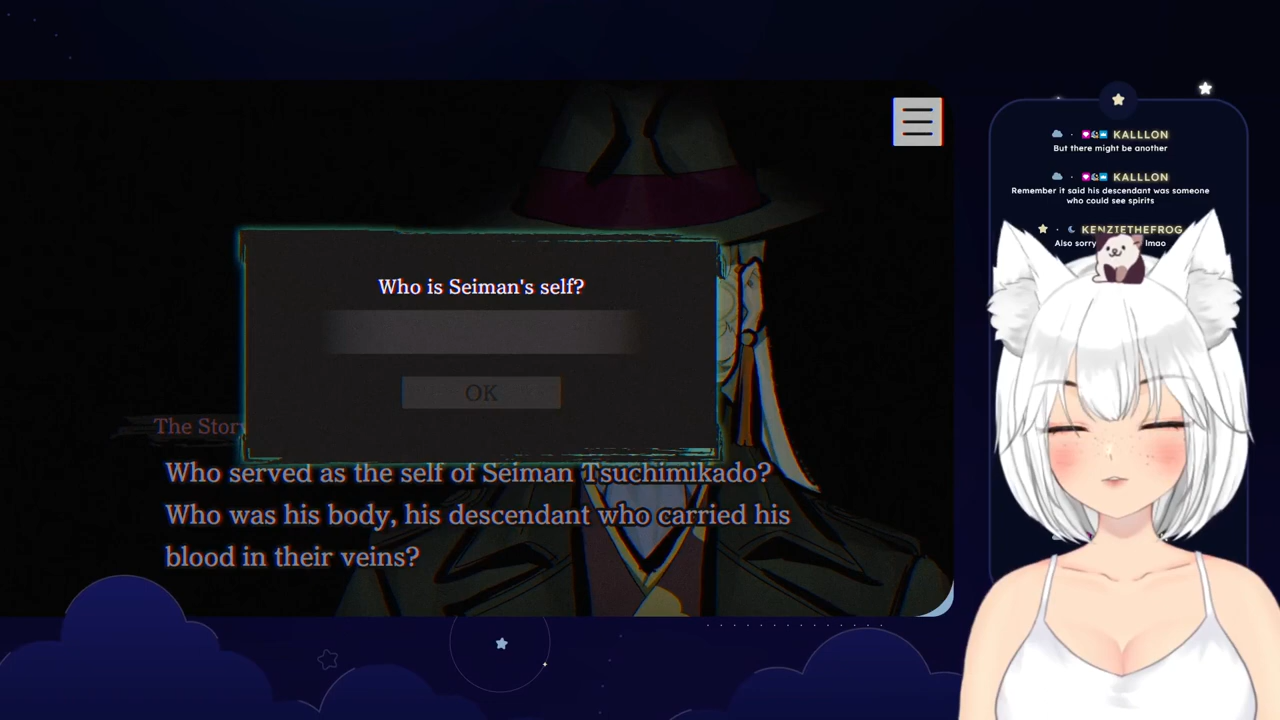 Who is Seiman's self?
OK
The Story
Who served as the self of Seiman Tsuchimikado?
Who was his body, his descendant who carried his
blood in their veins?
KALLLON
But there might be another
KALLLON
Remember it said his descendant was someone
who could see spirits
KENZIETHEFROG
Also sorry lmao